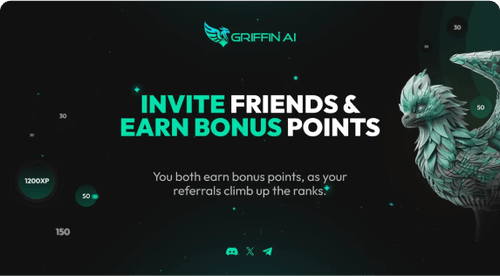 GRIFFIN AI
INVITE FRIENDS &
EARN BONUS POINTS
You both earn bonus points, as your
referrals climb up the ranks.
30
50
30
1200XP
50
150